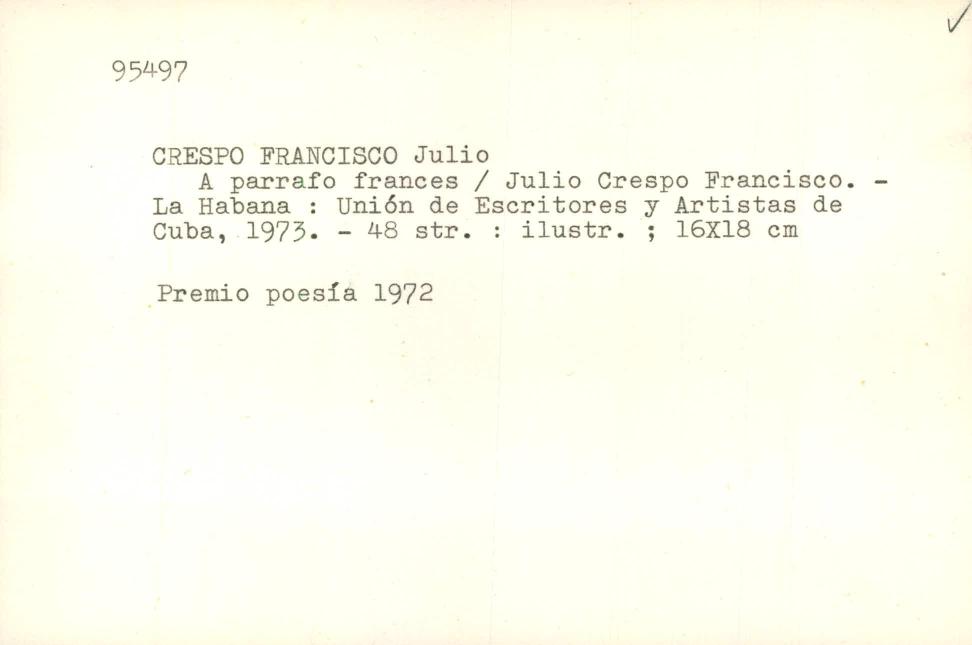 95497
CRESPO FRANCISCO Julio
A parrafo frances / Julio Crespo Francisco. -
La Habana : Unión de Escritores y Artistas de
Cuba, 1973. - 48 str. : ilustr. ; 16X18 cm
Premio poesía 1972